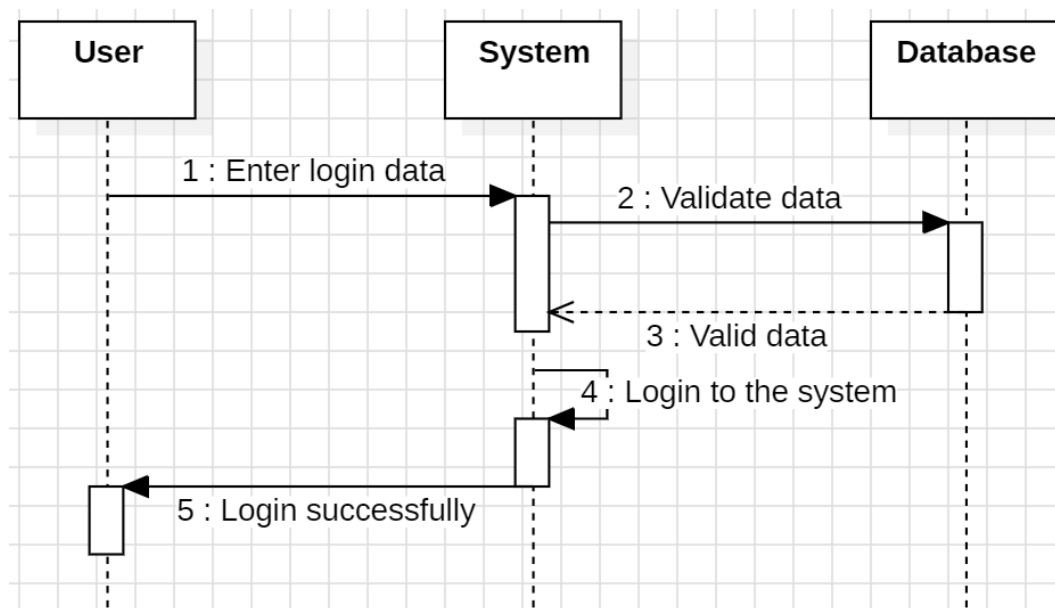 User
System
Database
1 : Enter login data
2 : Validate data
3 : Valid data
4 : Login to the system
5 : Login successfully